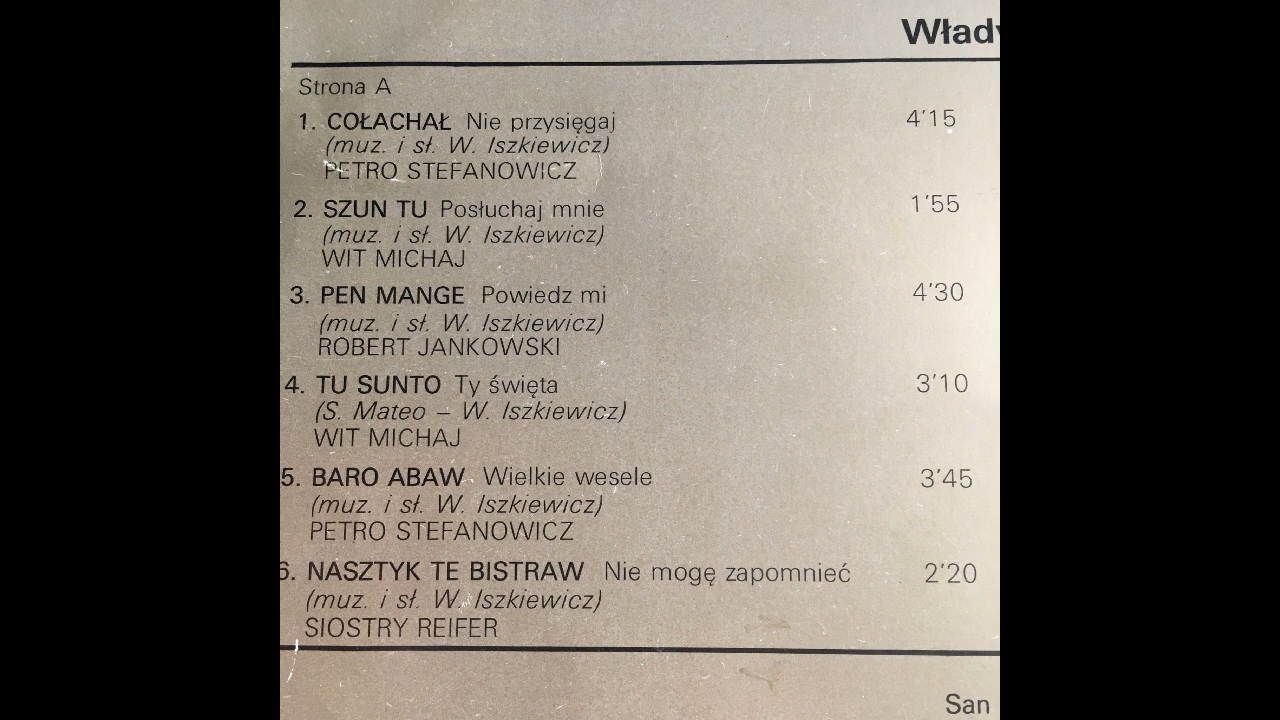 Wład
Strona A
1. COŁACHAŁ Nie przysięgaj 4'15
(muz. i sł. W. Iszkiewicz)
PETRO STEFANOWICZ
2. SZUN TU Posłuchaj mnie 1'55
(muz. i sł. W. Iszkiewicz)
WIT MICHAJ
3. PEN MANGE Powiedz mi 4'30
(muz. i sł. W. Iszkiewicz)
ROBERT JANKOWSKI
4. TU SUNTO Ty święta 3'10
(S. Mateo – W. Iszkiewicz)
WIT MICHAJ
5. BARO ABAW Wielkie wesele 3'45
(muz. i sł. W. Iszkiewicz)
PETRO STEFANOWICZ
6. NASZTYK TE BISTRAW Nie mogę zapomnieć 2'20
(muz. i sł. W. Iszkiewicz)
SIOSTRY REIFER
San